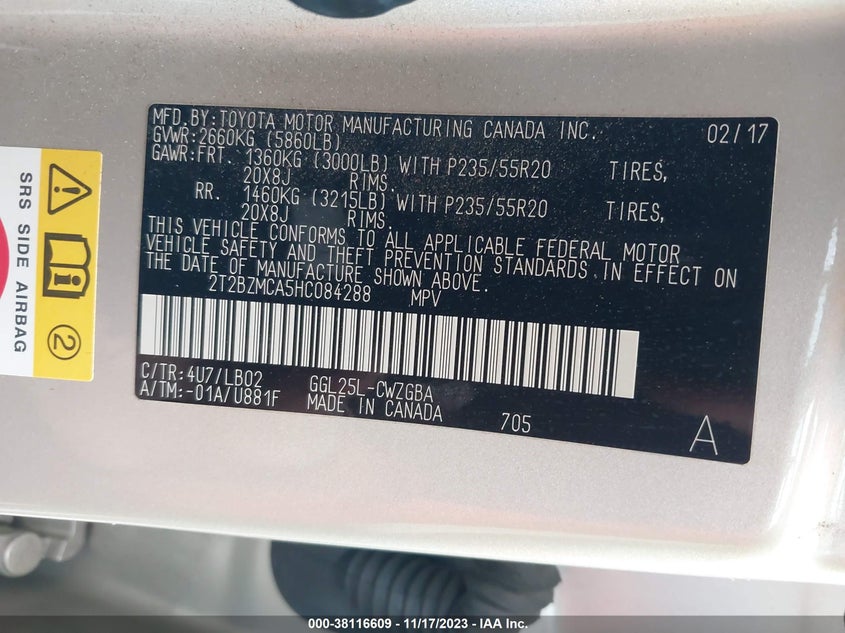 MFD.BY:TOYOTA MOTOR MANUFACTURING CANADA INC. 02/17
GVWR:2660KG (5860LB)
GAWR:FRT. 1360KG (3000LB) WITH P235/55R20 TIRES,
20X8J RIMS.
RR. 1460KG (3215LB) WITH P235/55R20 TIRES,
20X8J RIMS.
THIS VEHICLE CONFORMS TO ALL APPLICABLE FEDERAL MOTOR
VEHICLE SAFETY AND THEFT PREVENTION STANDARDS IN EFFECT ON
THE DATE OF MANUFACTURE SHOWN ABOVE.
2T2BZMCA5HC084288 MPV
C/TR:4U7/LB02 GGL25L-CWZGBA
A/TM:-01A/U881F MADE IN CANADA 705 A
SRS SIDE AIRBAG
2
000-38116609 - 11/17/2023 - IAA Inc.